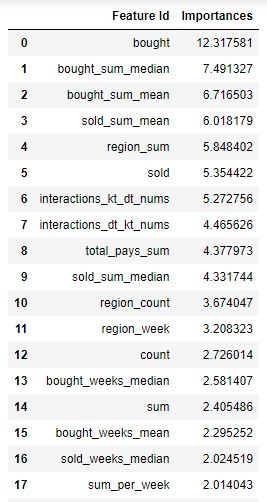 Feature Id Importances
0 bought 12.317581
1 bought_sum_median 7.491327
2 bought_sum_mean 6.716503
3 sold_sum_mean 6.018179
4 region_sum 5.848402
5 sold 5.354422
6 interactions_kt_dt_nums 5.272756
7 interactions_dt_kt_nums 4.465626
8 total_pays_sum 4.377973
9 sold_sum_median 4.331744
10 region_count 3.674047
11 region_week 3.208323
12 count 2.726014
13 bought_weeks_median 2.581407
14 sum 2.405486
15 bought_weeks_mean 2.295252
16 sold_weeks_median 2.024519
17 sum_per_week 2.014043